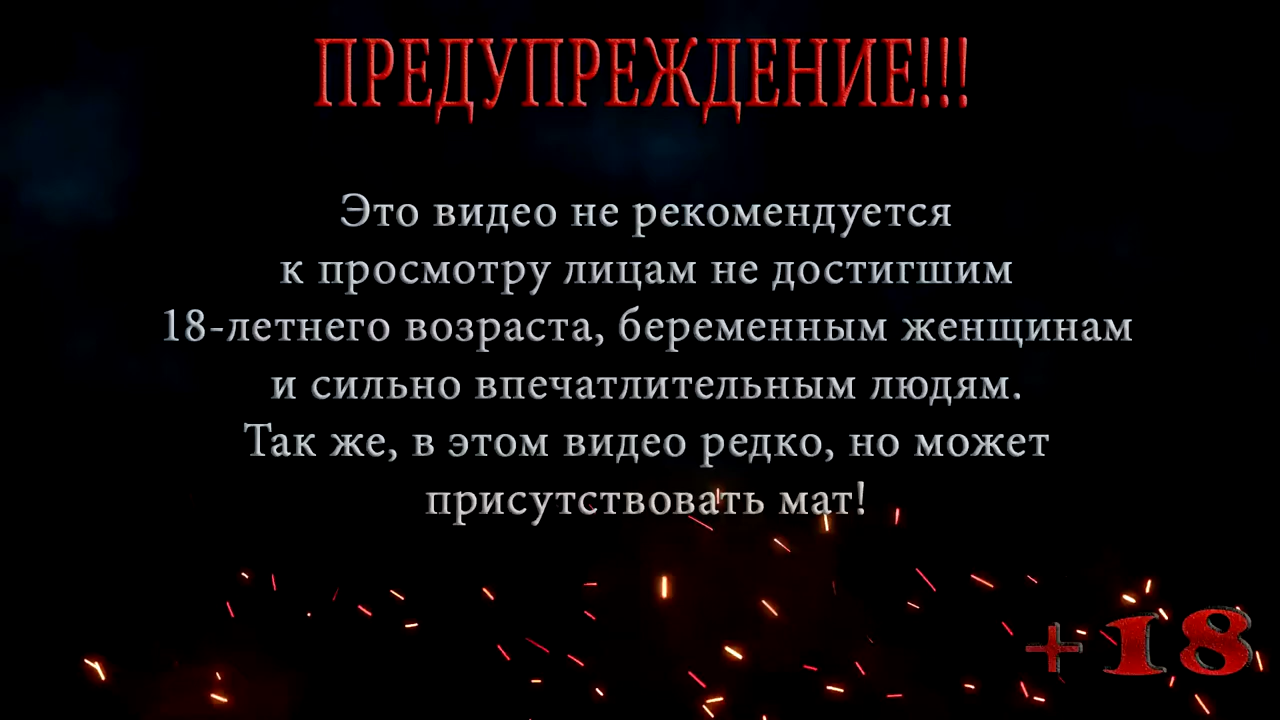 ПРЕДУПРЕЖДЕНИЕ!!!
Это видео не рекомендуется
к просмотру лицам не достигшим
18-летнего возраста, беременным женщинам
и сильно впечатлительным людям.
Так же, в этом видео редко, но может
присутствовать мат!
+18